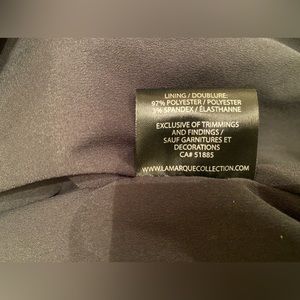 LINING / DOUBLURE:
97% POLYESTER / POLYESTER
3% SPANDEX / ÉLASTHANNE
EXCLUSIVE OF TRIMMINGS
AND FINDINGS /
SAUF GARNITURES ET
DECORATIONS
CA# 51885
WWW.LAMARQUECOLLECTION.COM